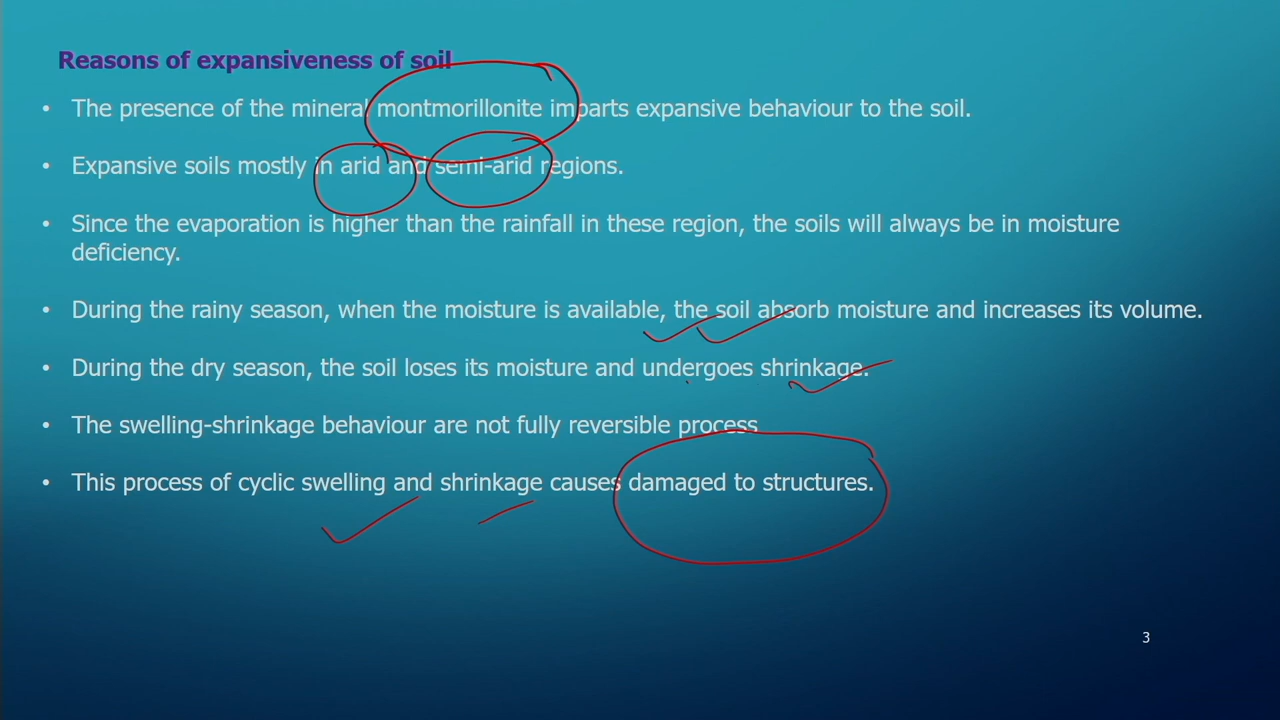 Reasons of expansiveness of soil
• The presence of the mineral montmorillonite imparts expansive behaviour to the soil.
• Expansive soils mostly in arid and semi-arid regions.
• Since the evaporation is higher than the rainfall in these region, the soils will always be in moisture
deficiency.
• During the rainy season, when the moisture is available, the soil absorb moisture and increases its volume.
• During the dry season, the soil loses its moisture and undergoes shrinkage.
• The swelling-shrinkage behaviour are not fully reversible process
• This process of cyclic swelling and shrinkage causes damaged to structures.
3